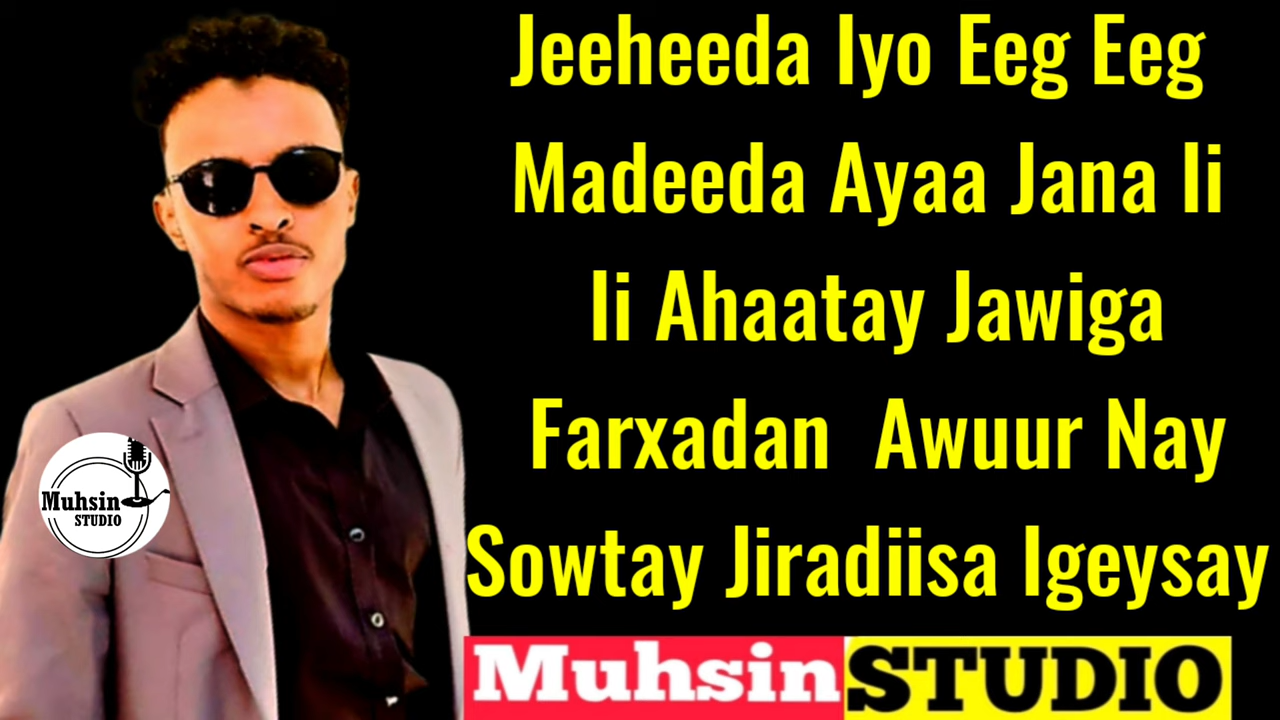 Jeeheeda Iyo Eeg Eeg
Madeeda Ayaa Jana Ii
Ii Ahaatay Jawiga
Farxadan Awuur Nay
Sowtay Jiradiisa Igeysay
Muhsin
STUDIO
MuhsinSTUDIO